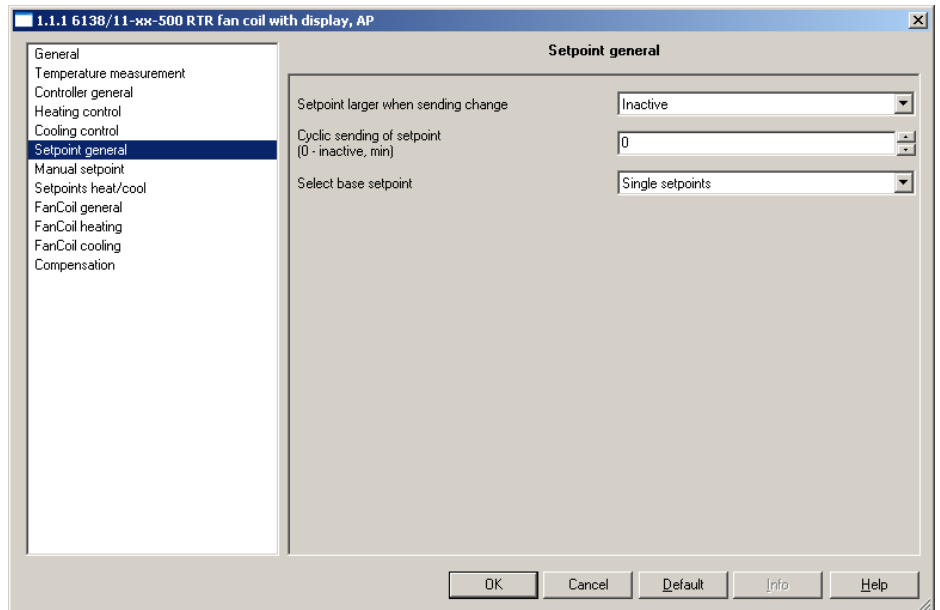 1.1.1 6138/11-xx-500 RTR fan coil with display, AP
General
Temperature measurement
Controller general
Heating control
Cooling control
Setpoint general
Manual setpoint
Setpoints heat/cool
FanCoil general
FanCoil heating
FanCoil cooling
Compensation
Setpoint general
Setpoint larger when sending change
Inactive
Cyclic sending of setpoint
(0 - inactive, min)
0
Select base setpoint
Single setpoints
OK
Cancel
Default
Info
Help